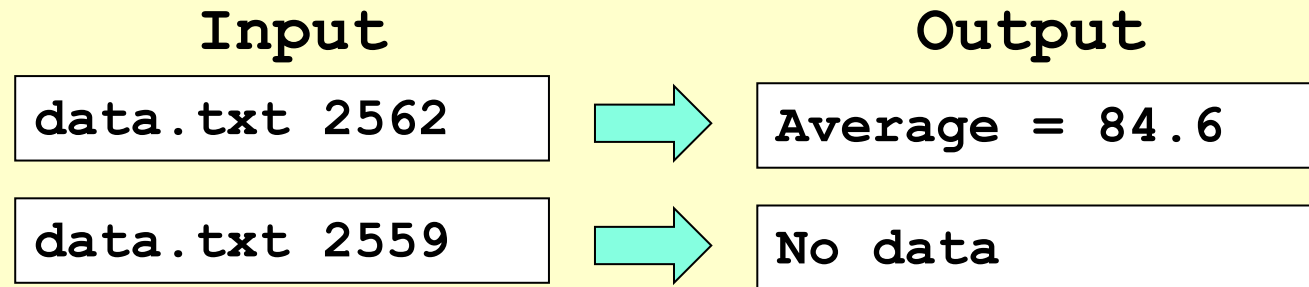 Input
Output
data.txt 2562
Average = 84.6
data.txt 2559
No data